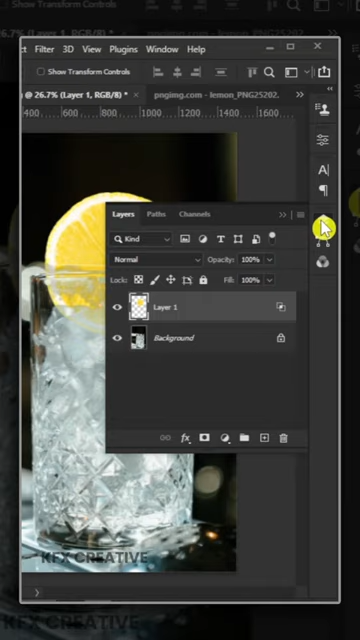 Show Transform Controls
Filter 3D View Plugins Window Help
Show Transform Controls
@ 26.7% (Layer 1, RGB/8) * × pngimg.com - lemon_PNG25202.
400 600 800 1000 1200 1400 1600
Layers Paths Channels
Kind
Normal Opacity: 100%
Lock: Fill: 100%
Layer 1
Background
fx
KFX CREATIVE
KFX CREATIVE